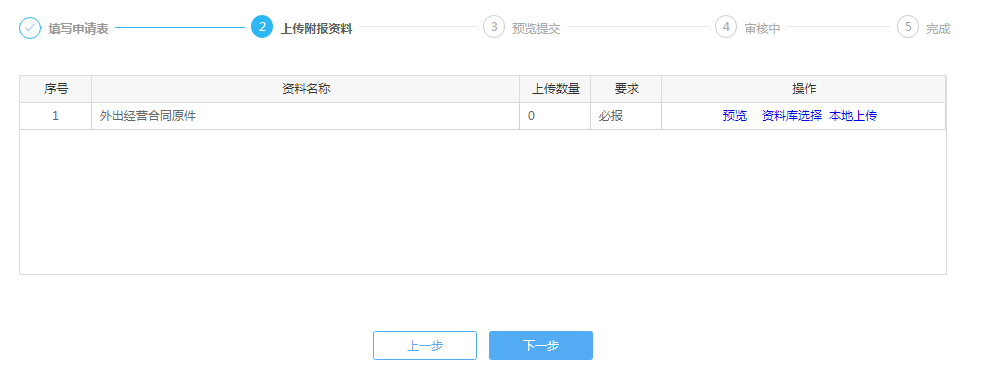 填写申请表 2 上传附报资料 3 预览提交 4 审核中 5 完成
序号 资料名称 上传数量 要求 操作
1 外出经营合同原件 0 必报 预览 资料库选择 本地上传
上一步 下一步